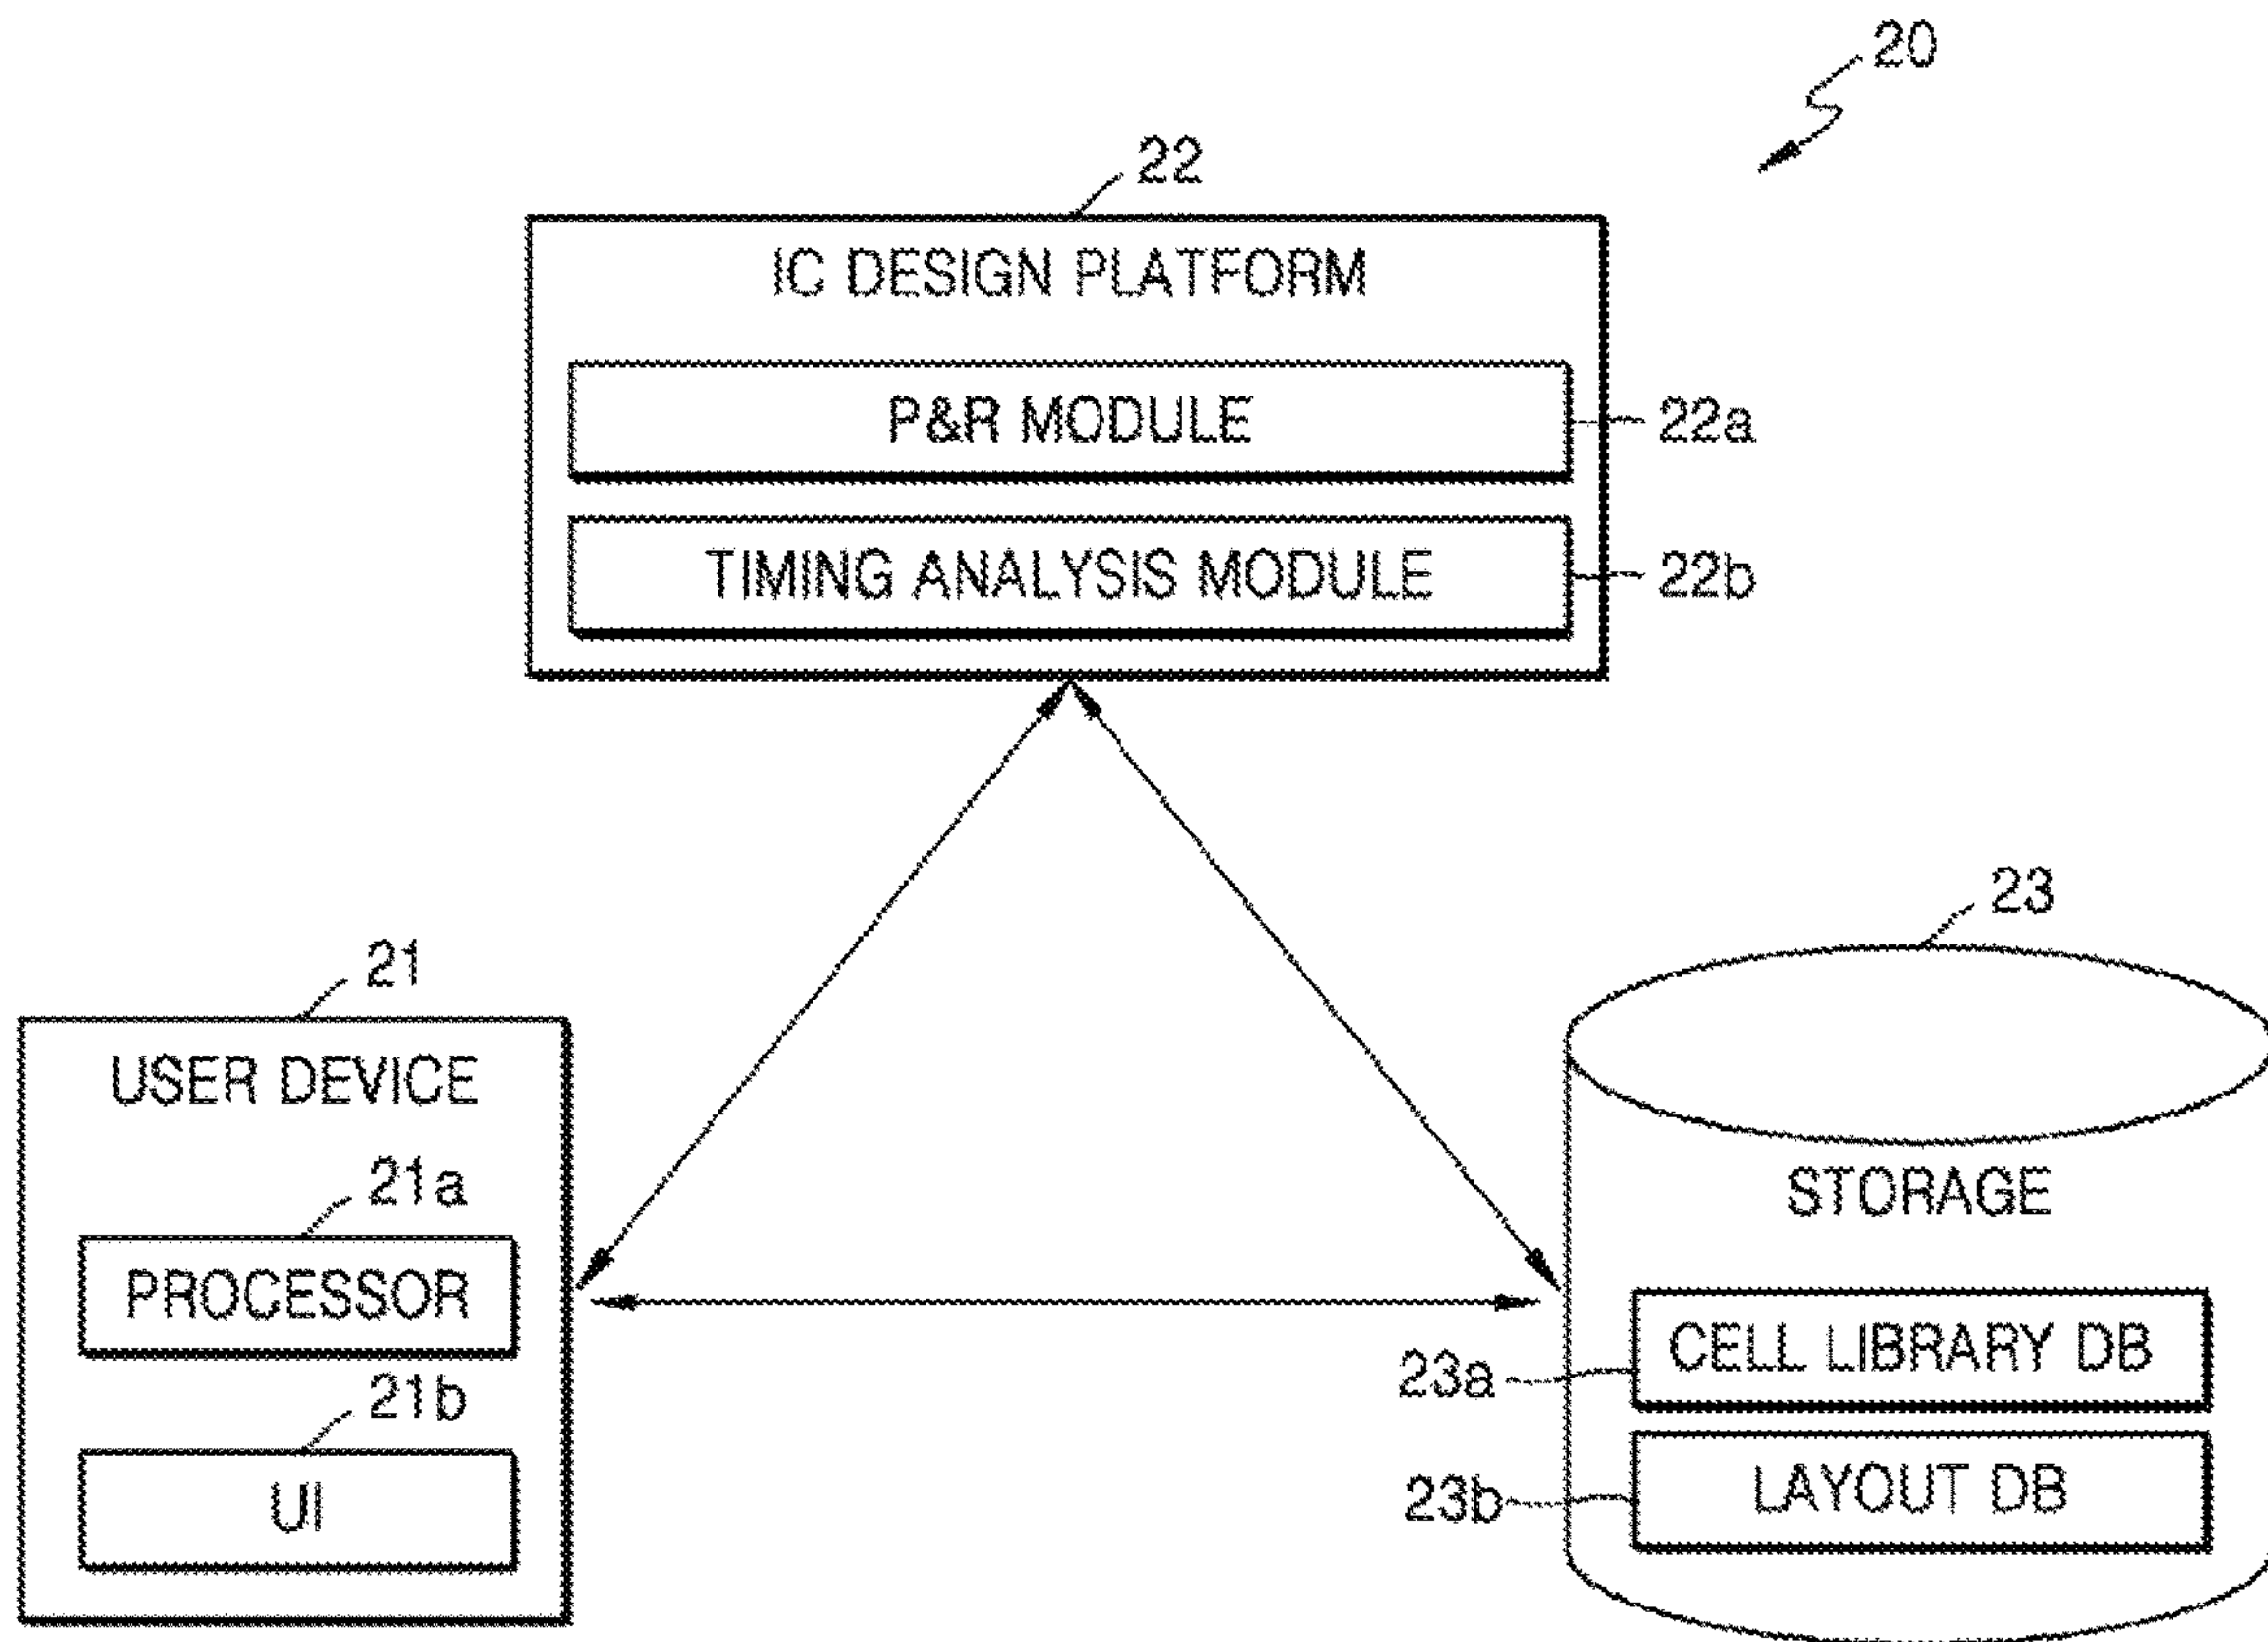 20
22
IC DESIGN PLATFORM
P&R MODULE
22a
TIMING ANALYSIS MODULE
22b
21
USER DEVICE
21a
PROCESSOR
21b
UI
23
STORAGE
CELL LIBRARY DB
23a
LAYOUT DB
23b